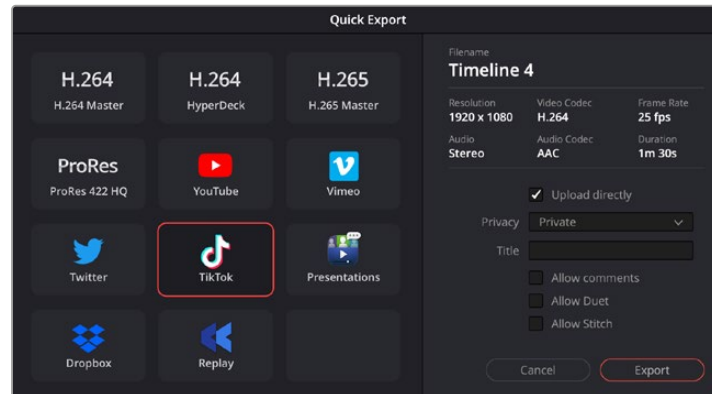 Quick Export
H.264
H.264 Master
H.264
HyperDeck
H.265
H.265 Master
ProRes
ProRes 422 HQ
YouTube
Vimeo
Twitter
TikTok
Presentations
Dropbox
Replay
Filename
Timeline 4
Resolution
1920 x 1080
Video Codec
H.264
Frame Rate
25 fps
Audio
Stereo
Audio Codec
AAC
Duration
1m 30s
Upload directly
Privacy
Private
Title
Allow comments
Allow Duet
Allow Stitch
Cancel
Export